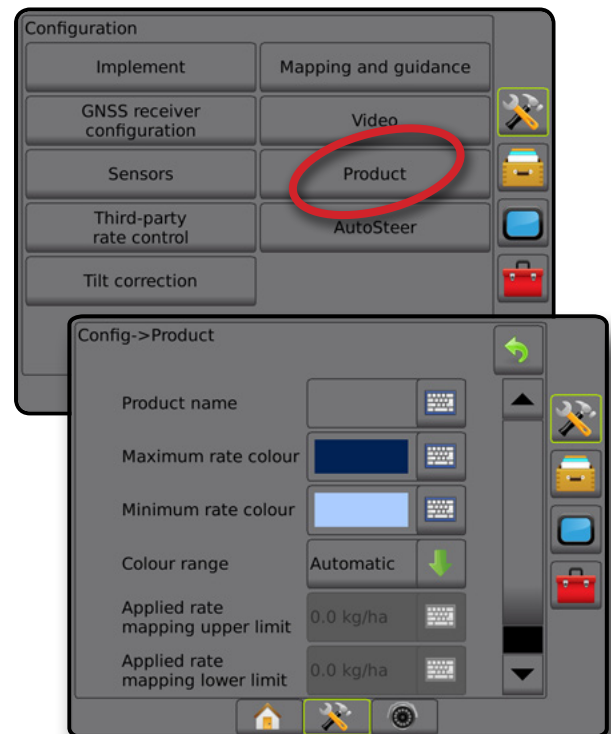 Configuration
Implement
Mapping and guidance
GNSS receiver
configuration
Video
Sensors
Product
Third-party
rate control
AutoSteer
Tilt correction
Config->Product
Product name
Maximum rate colour
Minimum rate colour
Colour range
Automatic
Applied rate
mapping upper limit
0.0 kg/ha
Applied rate
mapping lower limit
0.0 kg/ha